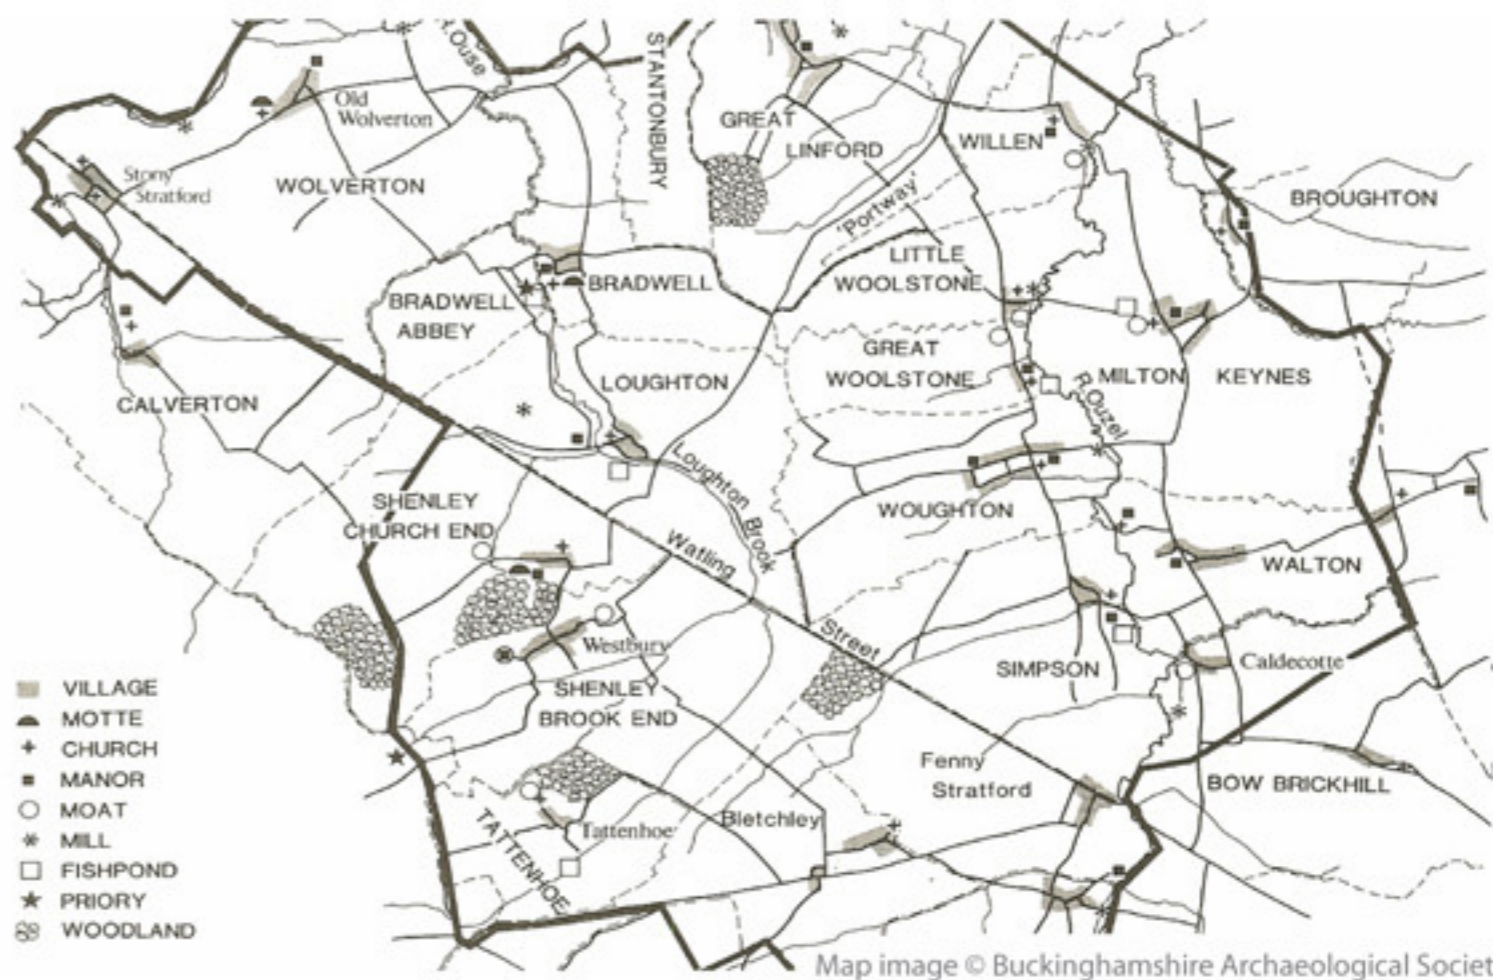 R. Ouse
STANTONBURY
Old
Wolverton
GREAT
LINFORD
WILLEN
Stony
Stratford
WOLVERTON
BROUGHTON
'Portway'
LITTLE
WOOLSTONE
BRADWELL
BRADWELL
ABBEY
GREAT
WOOLSTONE
LOUGHTON
MILTON KEYNES
R. Ouzel
CALVERTON
Loughton Brook
SHENLEY
CHURCH END
WOUGHTON
Watling
Street
WALTON
Westbury
SIMPSON
Caldecotte
SHENLEY
BROOK END
Fenny
Stratford
BOW BRICKHILL
Bletchley
Tattenhoe
TATTENHOE
VILLAGE
MOTTE
CHURCH
MANOR
MOAT
MILL
FISHPOND
PRIORY
WOODLAND
Map image © Buckinghamshire Archaeological Societ